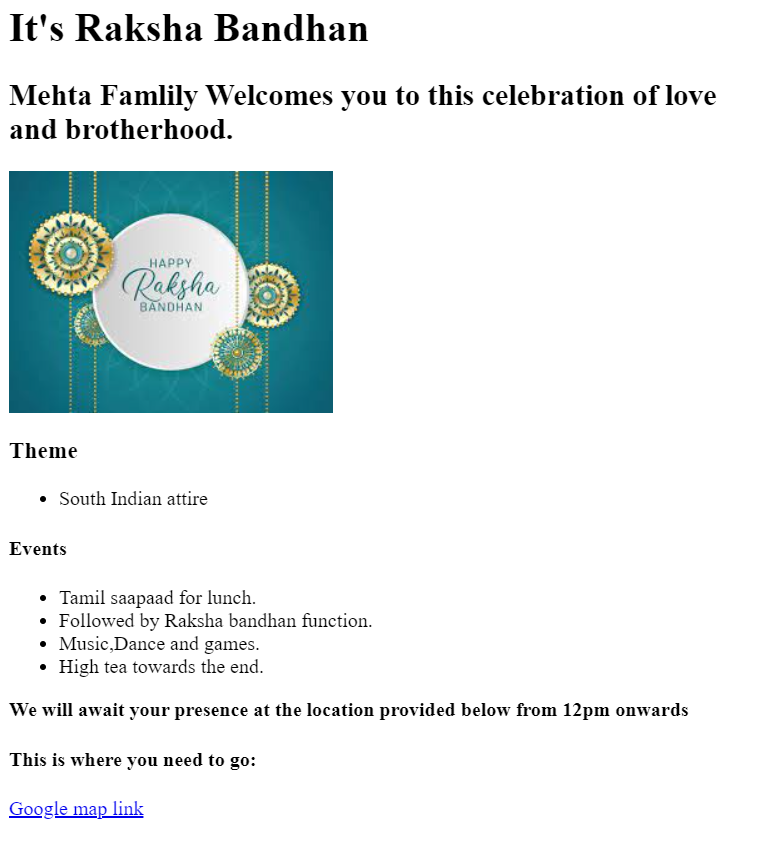 It's Raksha Bandhan
Mehta Famlily Welcomes you to this celebration of love
and brotherhood.
HAPPY
Raksha
BANDHAN
Theme
• South Indian attire
Events
• Tamil saapaad for lunch.
• Followed by Raksha bandhan function.
• Music,Dance and games.
• High tea towards the end.
We will await your presence at the location provided below from 12pm onwards
This is where you need to go:
Google map link